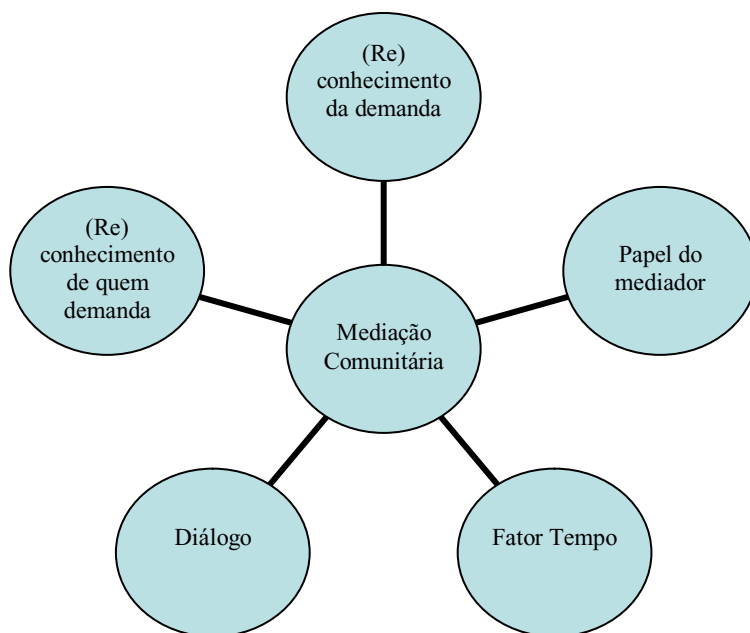 (Re)
conhecimento
da demanda
(Re)
conhecimento
de quem
demanda
Papel do
mediador
Mediação
Comunitária
Diálogo
Fator Tempo